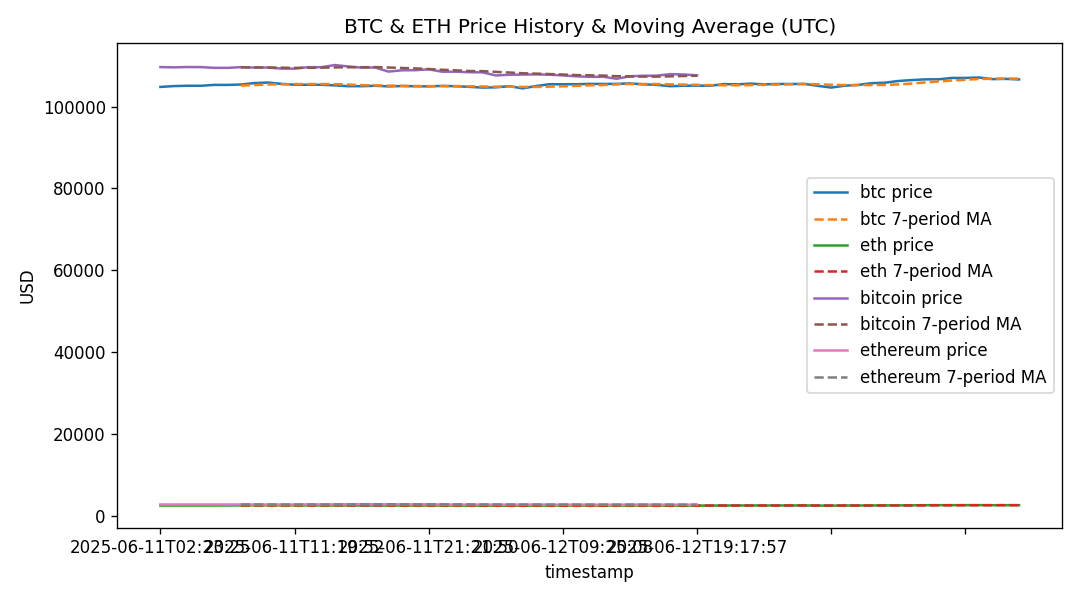 BTC & ETH Price History & Moving Average (UTC)
100000
80000
60000
40000
20000
0
USD
btc price
btc 7-period MA
eth price
eth 7-period MA
bitcoin price
bitcoin 7-period MA
ethereum price
ethereum 7-period MA
2025-06-12T19:17:57
timestamp